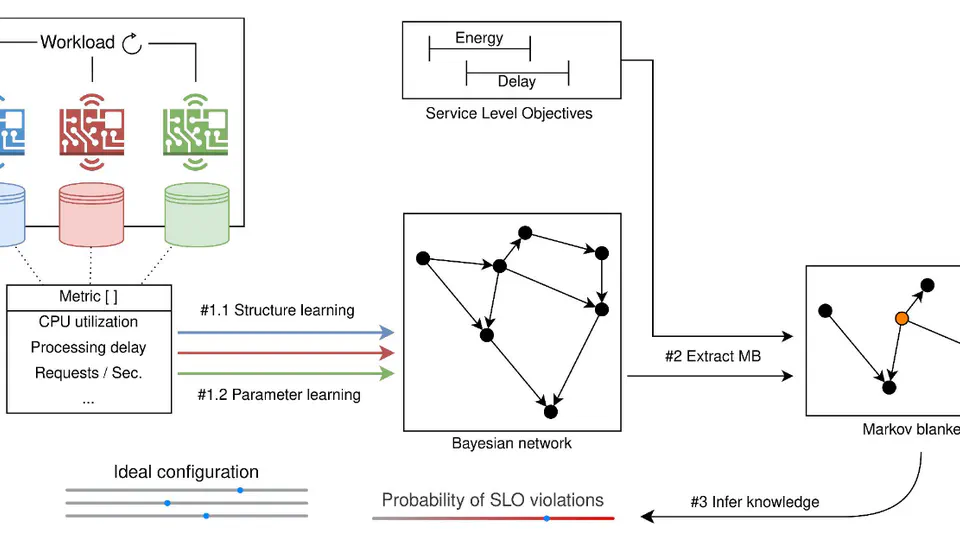 Workload
Energy
Delay
Service Level Objectives
Metric [ ]
CPU utilization
Processing delay
Requests / Sec.
...
#1.1 Structure learning
#1.2 Parameter learning
Bayesian network
#2 Extract MB
Markov blanke
Ideal configuration
Probability of SLO violations
#3 Infer knowledge